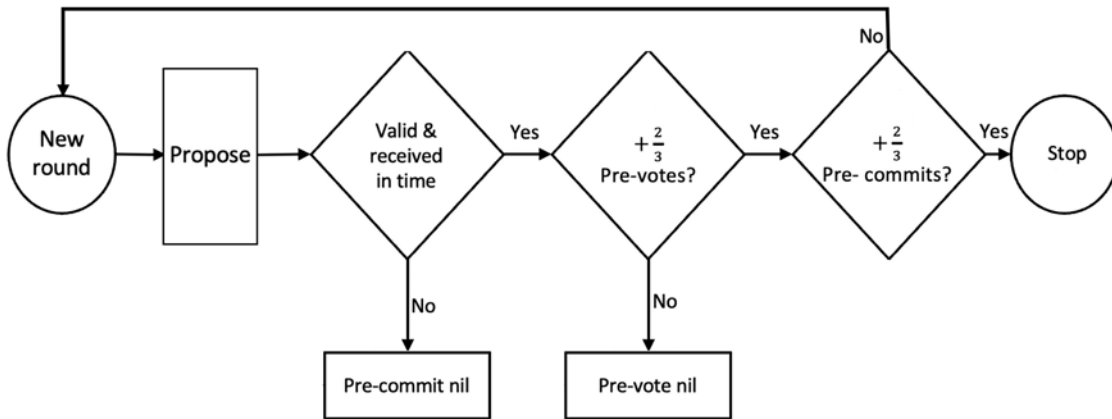 No
New
round
Propose
Valid &
received
in time
Yes
+ 2/3
Pre-votes?
Yes
+ 2/3
Pre- commits?
Yes
Stop
No
No
Pre-commit nil
Pre-vote nil